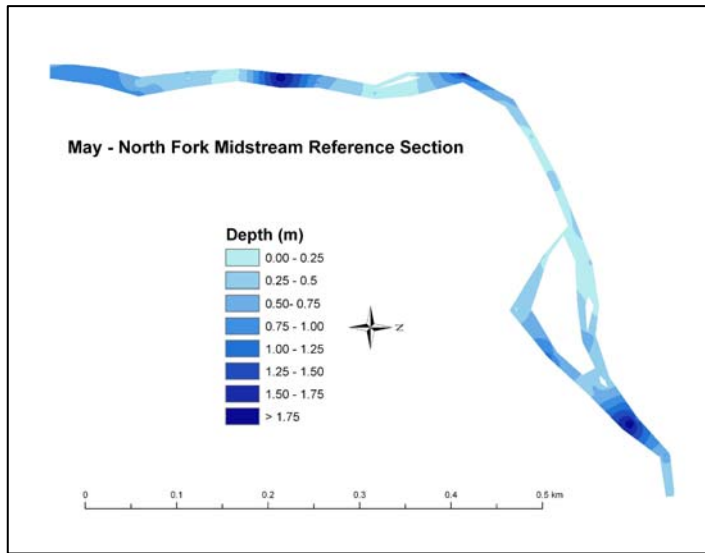 May - North Fork Midstream Reference Section
Depth (m)
0.00 - 0.25
0.25 - 0.5
0.50- 0.75
0.75 - 1.00
1.00 - 1.25
1.25 - 1.50
1.50 - 1.75
> 1.75
N
0 0.1 0.2 0.3 0.4 0.5 km